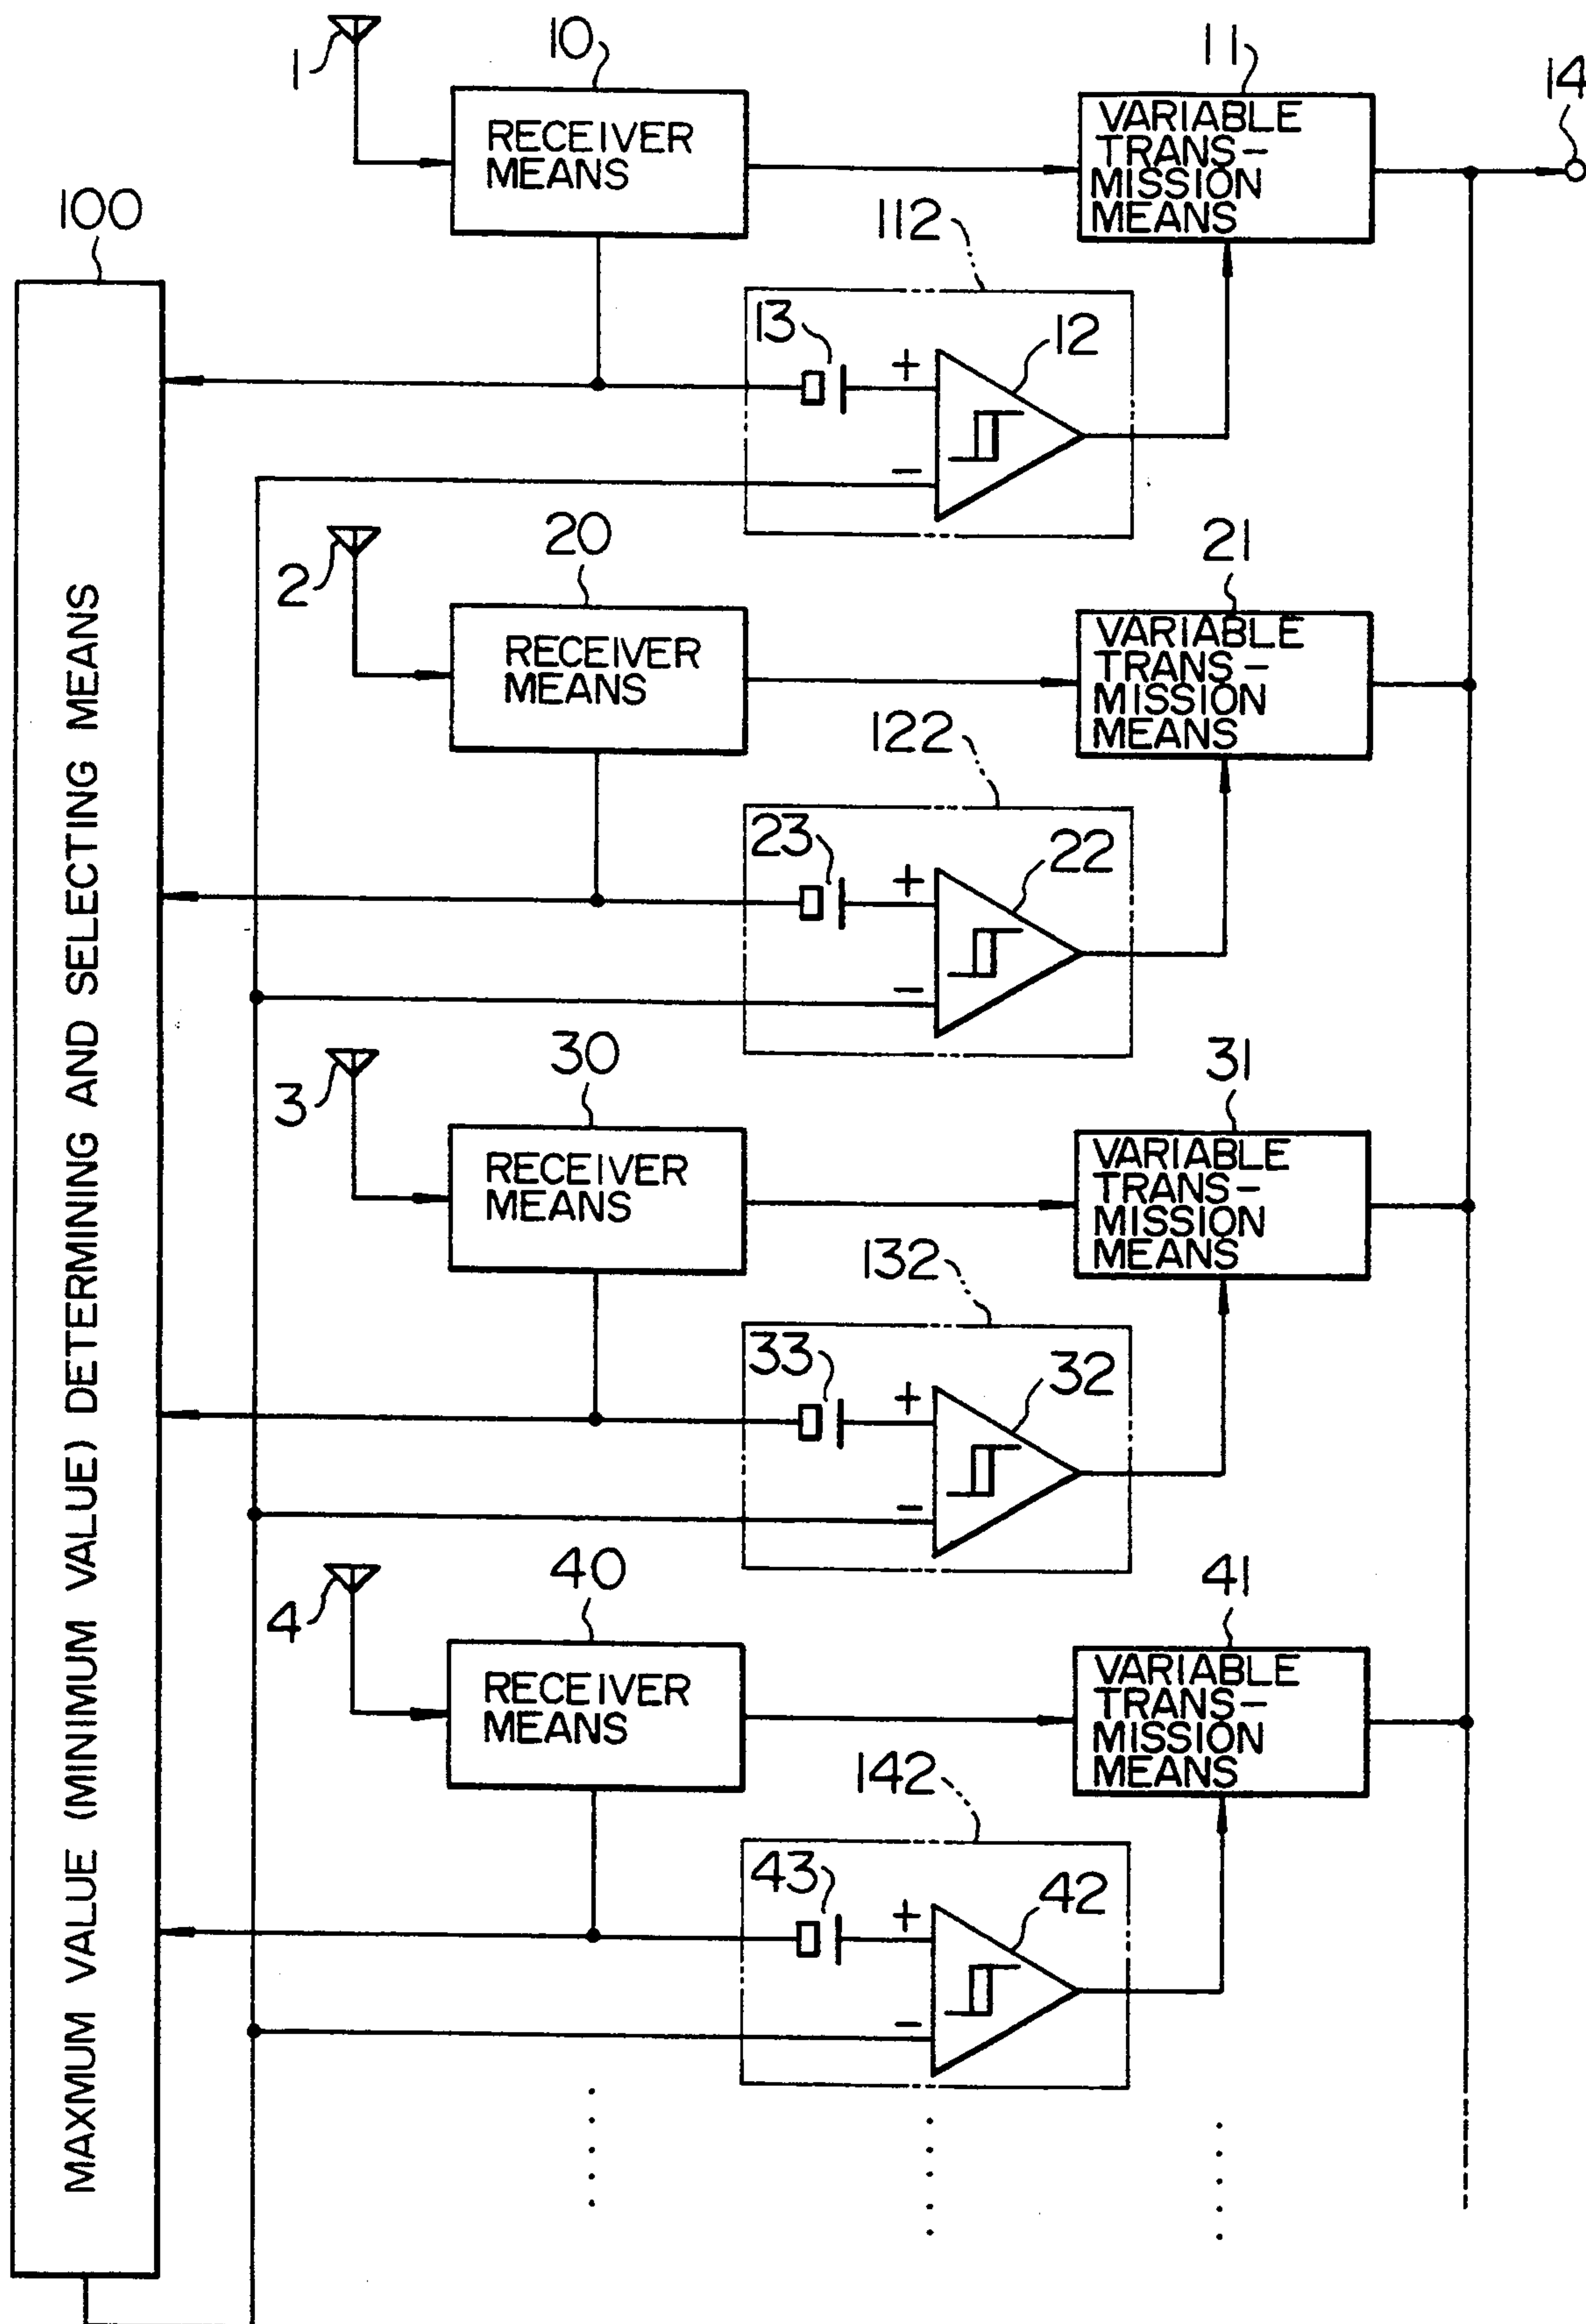 1
10
11
14
RECEIVER
MEANS
VARIABLE
TRANS-
MISSION
MEANS
100
112
13
+
12
-
MAXMUM VALUE (MINIMUM VALUE) DETERMINING AND SELECTING MEANS
2
20
21
RECEIVER
MEANS
VARIABLE
TRANS-
MISSION
MEANS
122
23
+
22
-
3
30
31
RECEIVER
MEANS
VARIABLE
TRANS-
MISSION
MEANS
132
33
+
32
-
4
40
41
RECEIVER
MEANS
VARIABLE
TRANS-
MISSION
MEANS
142
43
+
42
-